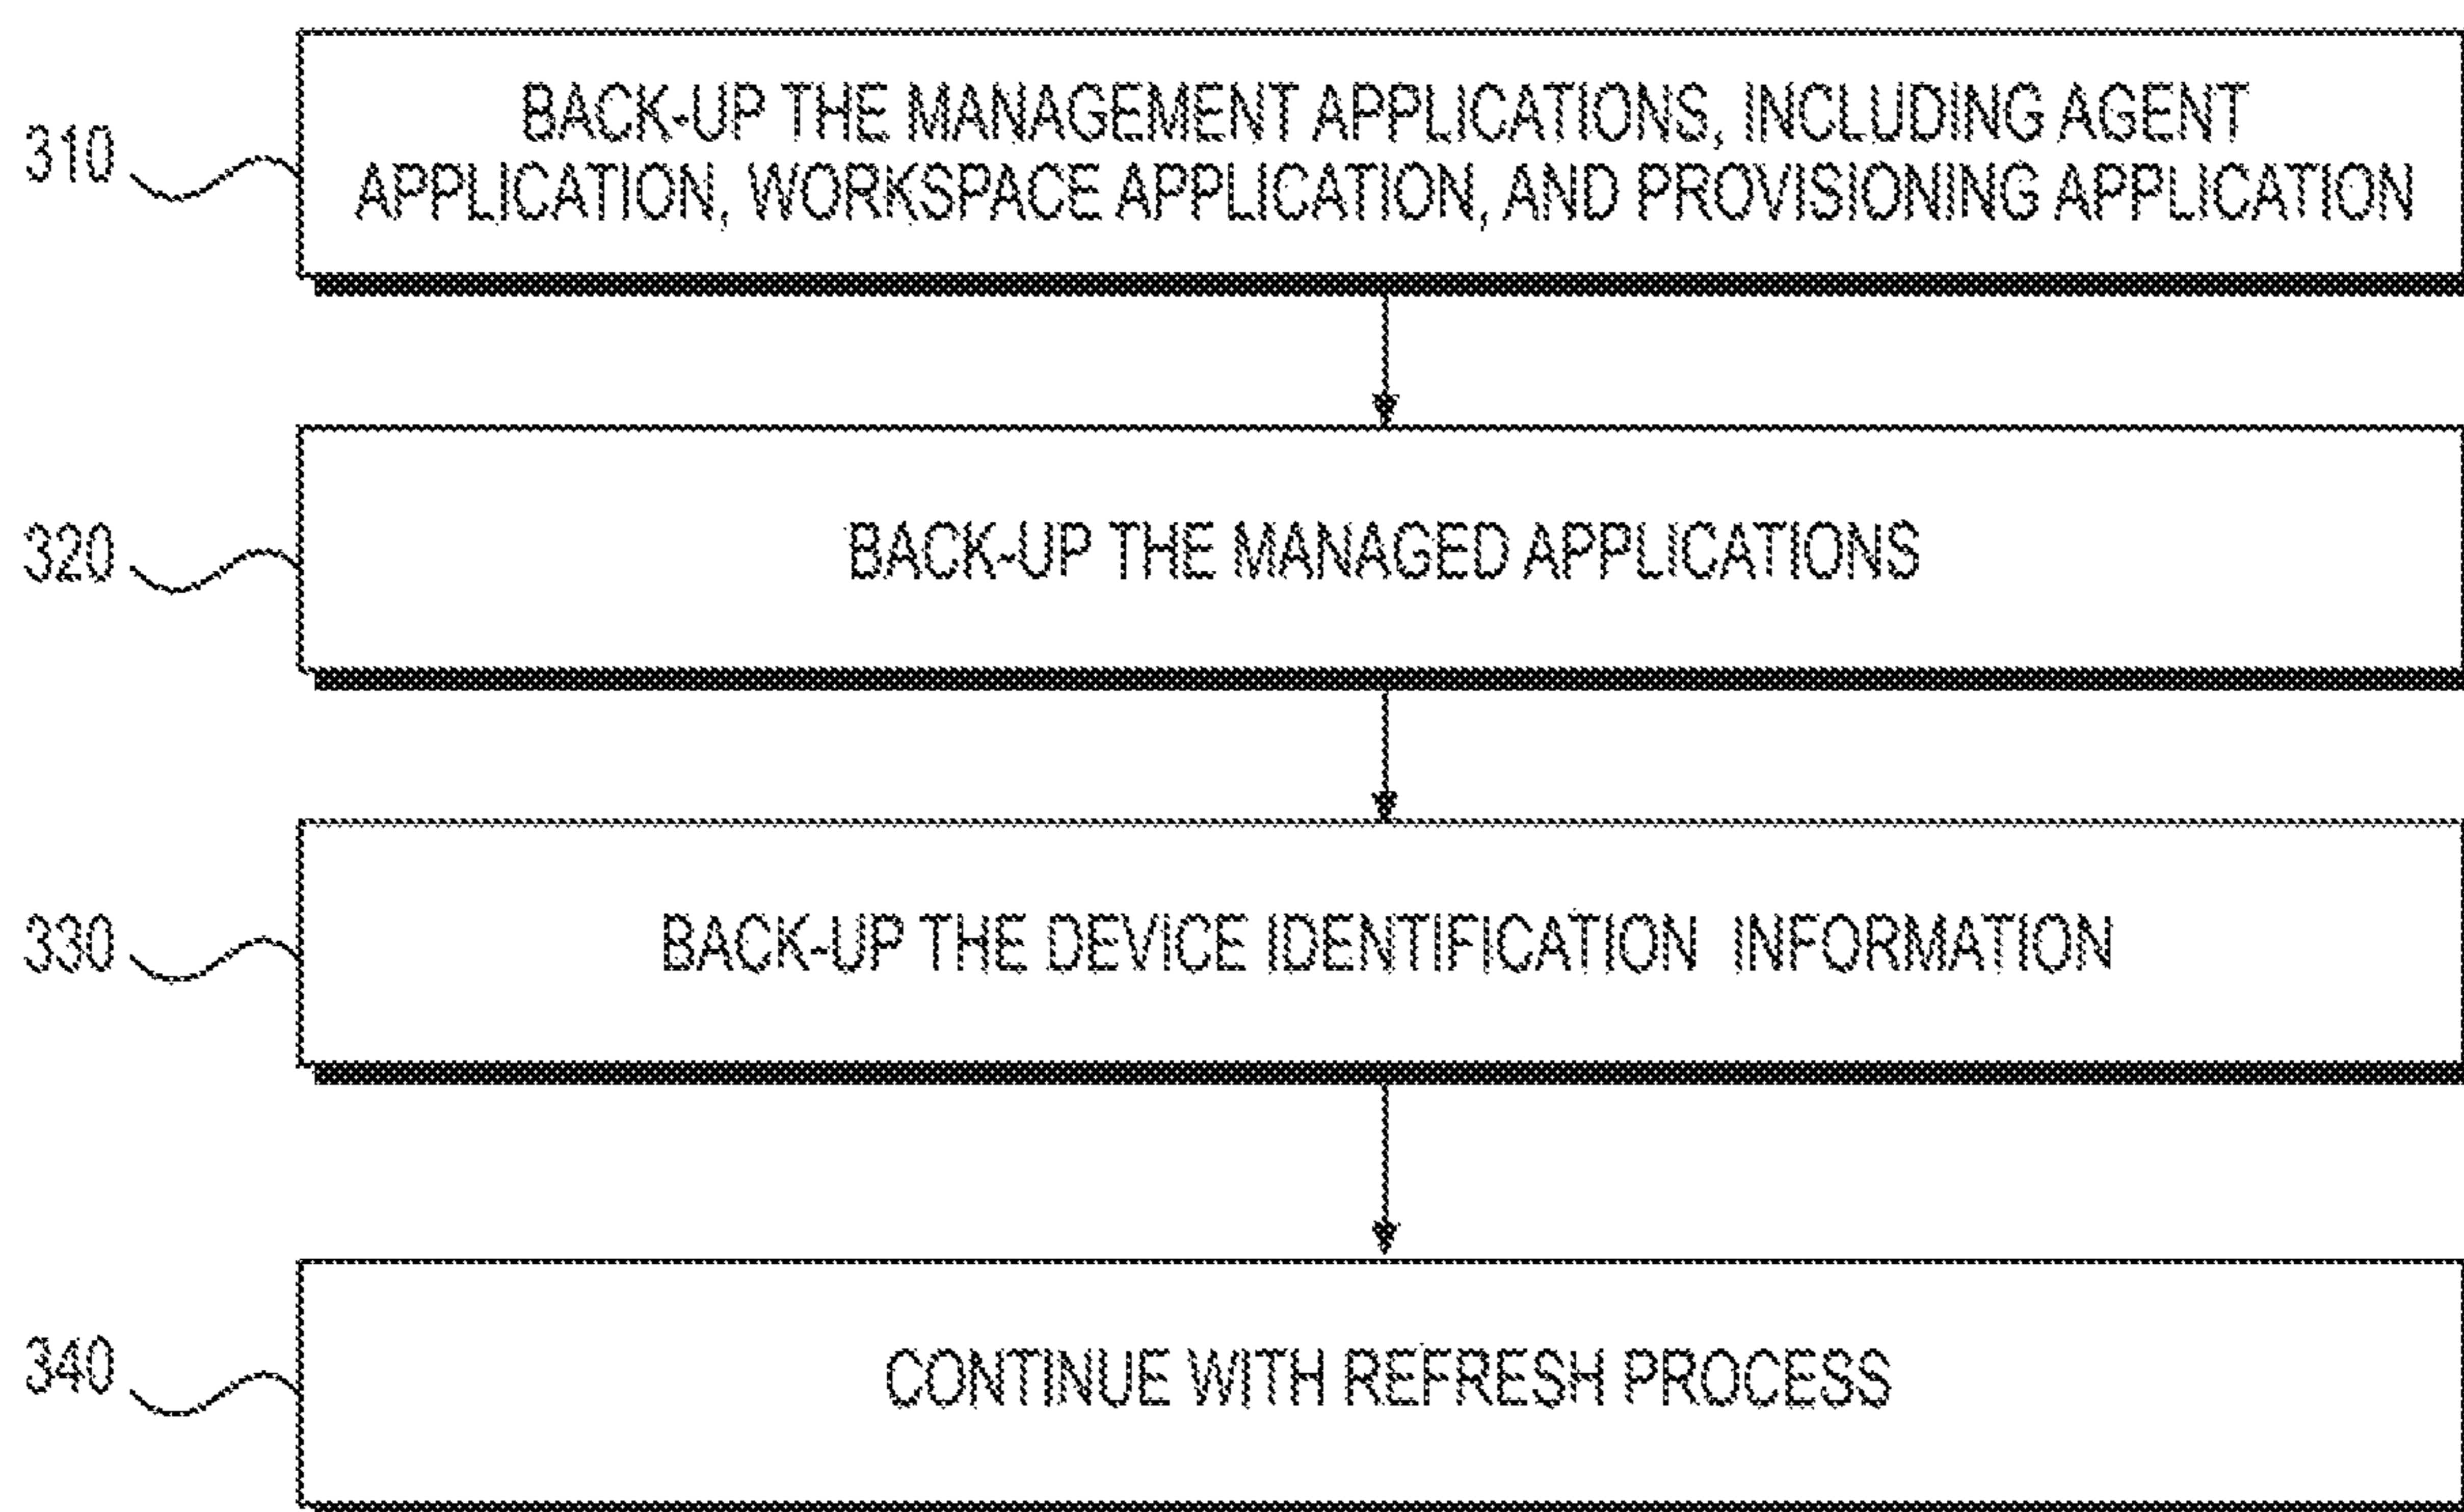 310
BACK-UP THE MANAGEMENT APPLICATIONS, INCLUDING AGENT
APPLICATION, WORKSPACE APPLICATION, AND PROVISIONING APPLICATION
320
BACK-UP THE MANAGED APPLICATIONS
330
BACK-UP THE DEVICE IDENTIFICATION INFORMATION
340
CONTINUE WITH REFRESH PROCESS